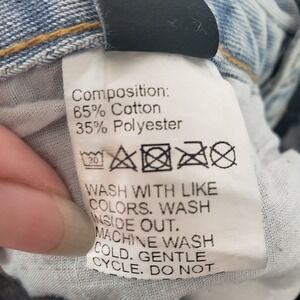 Composition:
65% Cotton
35% Polyester
30
WASH WITH LIKE
COLORS. WASH
INSIDE OUT.
MACHINE WASH
COLD. GENTLE
CYCLE. DO NOT